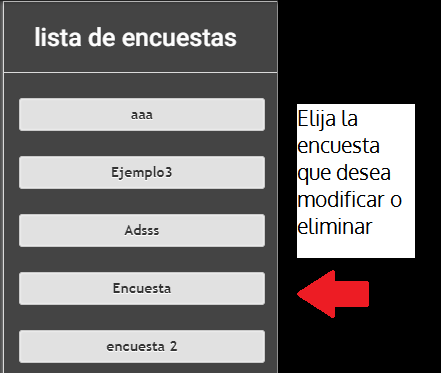 lista de encuestas
aaa
Ejemplo3
Adsss
Encuesta
encuesta 2
Elija la
encuesta
que desea
modificar o
eliminar